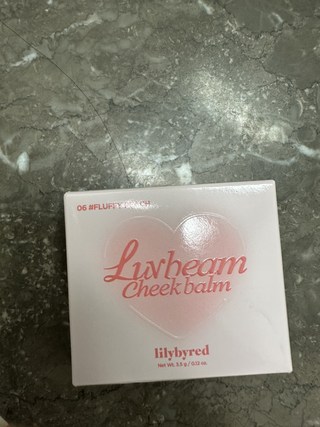 06 #FLUFFY
Luvbeam
Cheek balm
lilybyred
Net Wt. 3.5 g / 0.12 oz.